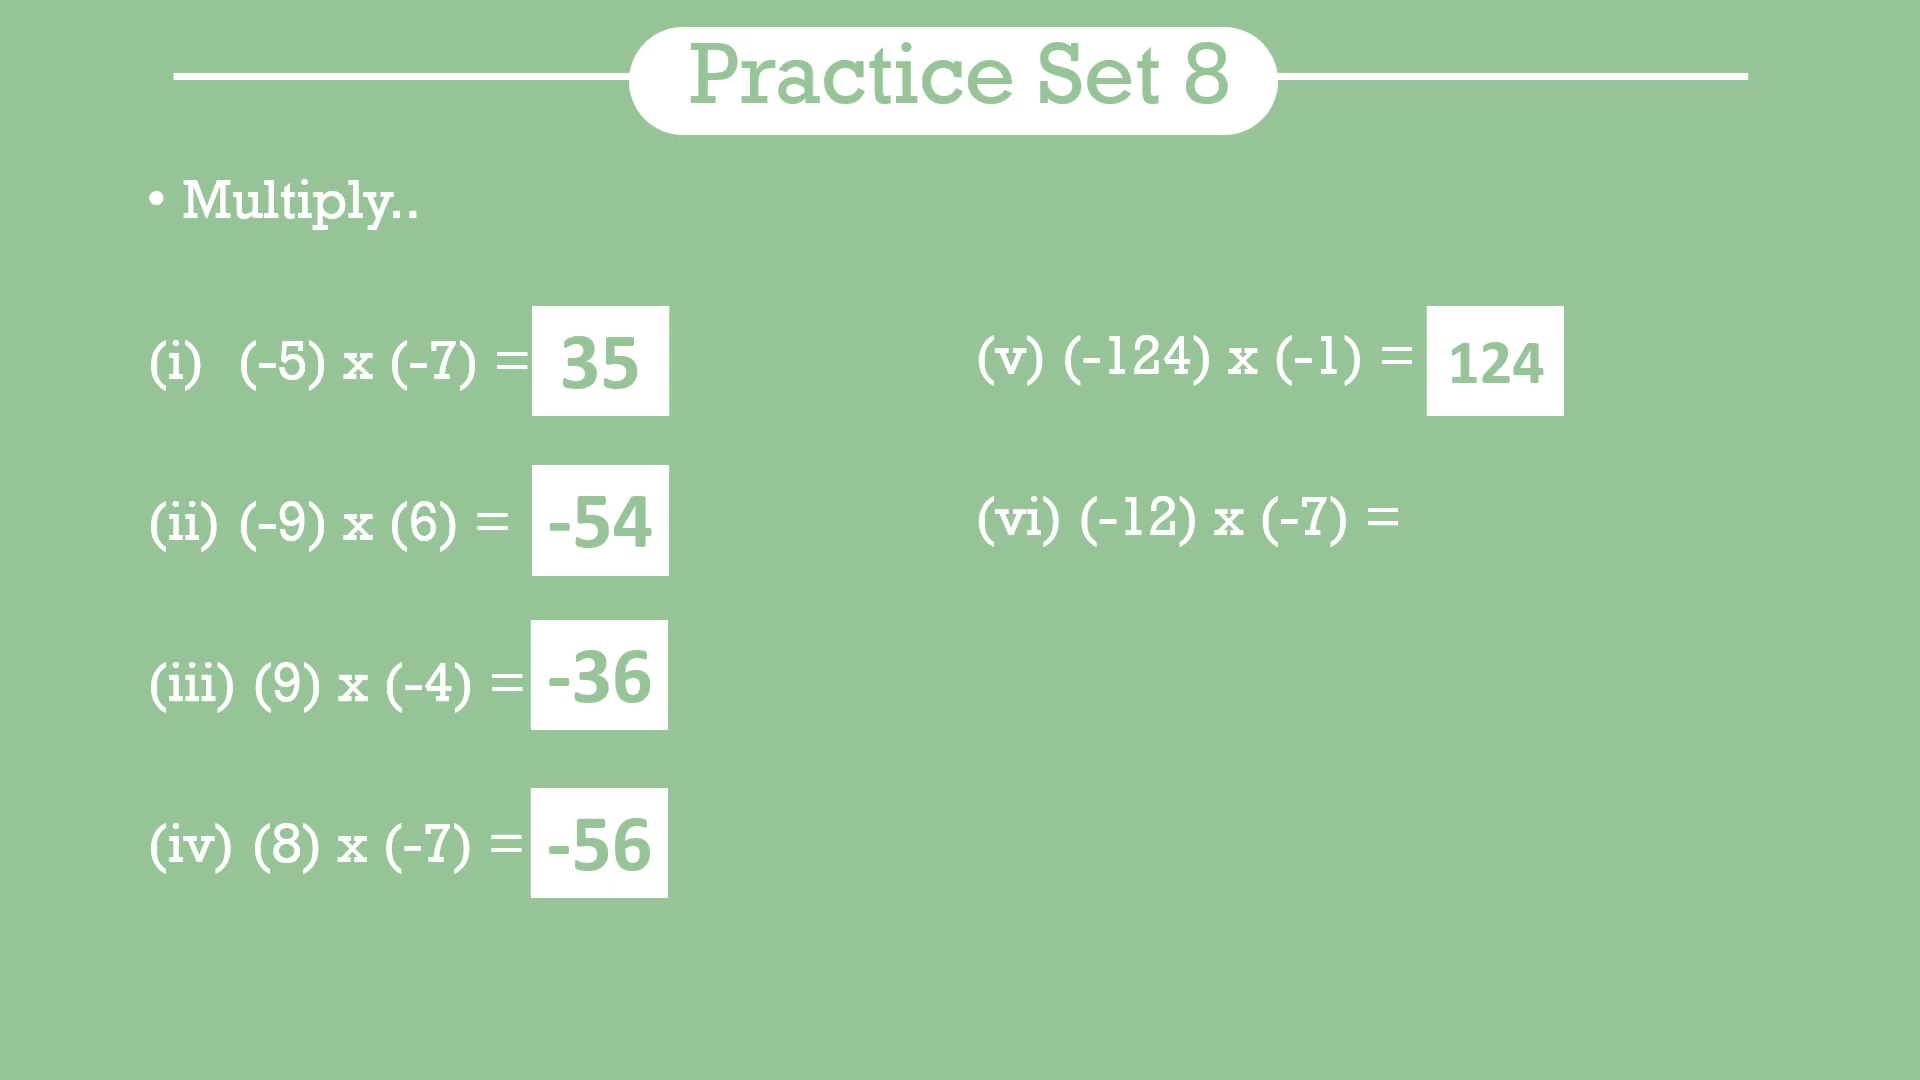 Practice Set 8
• Multiply..
(i) (-5) x (-7) = 35
(ii) (-9) x (6) = -54
(iii) (9) x (-4) = -36
(iv) (8) x (-7) = -56
(v) (-124) x (-1) = 124
(vi) (-12) x (-7) =